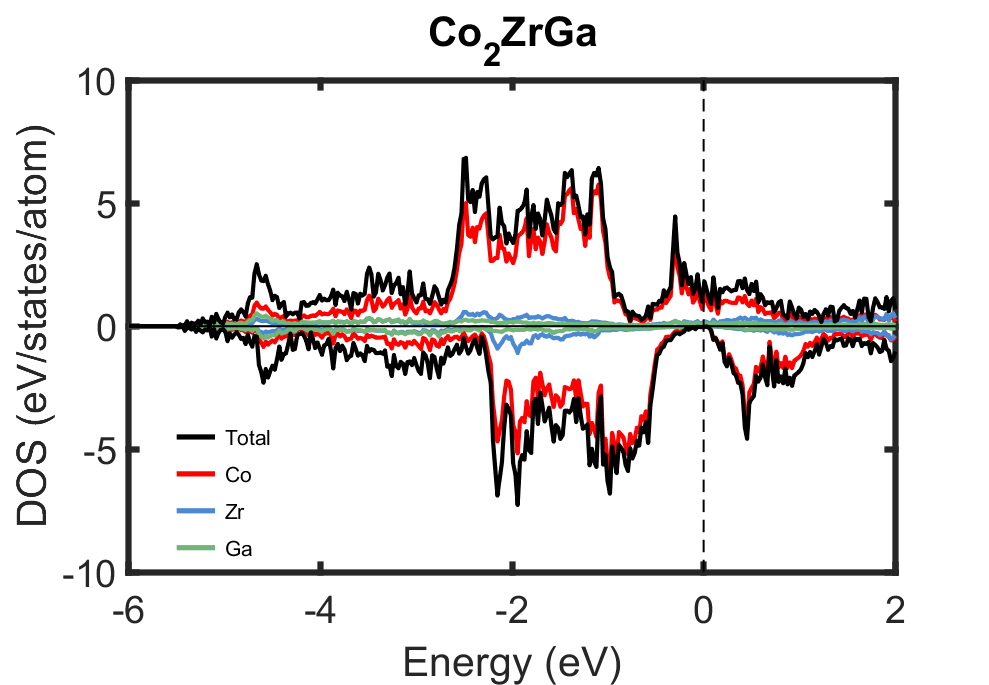 Co2ZrGa
10
5
0
-5
-10
DOS (eV/states/atom)
Total
Co
Zr
Ga
-6 -4 -2 0 2
Energy (eV)